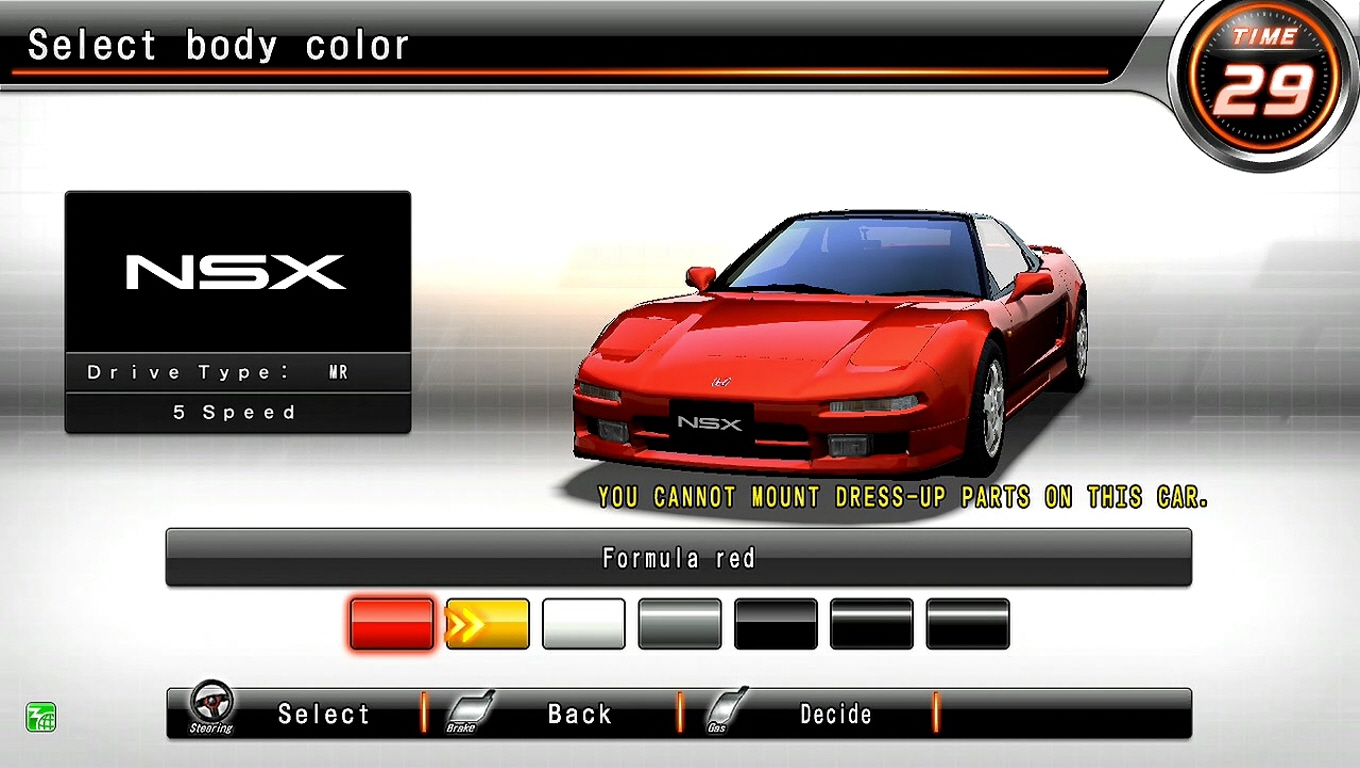 Select body color
TIME
29
NSX
Drive Type: MR
5 Speed
NSX
YOU CANNOT MOUNT DRESS-UP PARTS ON THIS CAR.
Formula red
Steering Select Brake Back Gas Decide